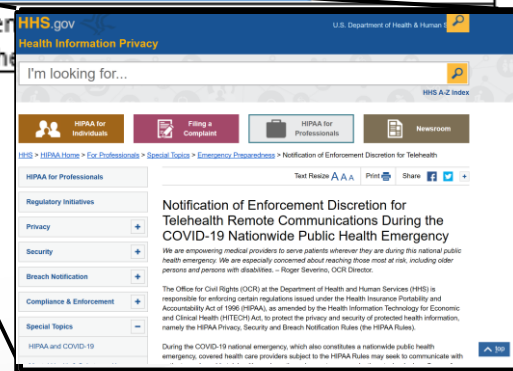 HHS.gov
U.S. Department of Health & Human
Health Information Privacy
I'm looking for...
HHS A-Z Index
HIPAA for
Individuals
Filing a
Complaint
HIPAA for
Professionals
Newsroom
HHS > HIPAA Home > For Professionals > Special Topics > Emergency Preparedness > Notification of Enforcement Discretion for Telehealth
HIPAA for Professionals
Regulatory Initiatives
Privacy +
Security +
Breach Notification +
Compliance & Enforcement +
Special Topics −
HIPAA and COVID-19
Text Resize A A A Print Share +
Notification of Enforcement Discretion for
Telehealth Remote Communications During the
COVID-19 Nationwide Public Health Emergency
We are empowering medical providers to serve patients wherever they are during this national public
health emergency. We are especially concerned about reaching those most at risk, including older
persons and persons with disabilities. – Roger Severino, OCR Director.
The Office for Civil Rights (OCR) at the Department of Health and Human Services (HHS) is
responsible for enforcing certain regulations issued under the Health Insurance Portability and
Accountability Act of 1996 (HIPAA), as amended by the Health Information Technology for Economic
and Clinical Health (HITECH) Act, to protect the privacy and security of protected health information,
namely the HIPAA Privacy, Security and Breach Notification Rules (the HIPAA Rules).
During the COVID-19 national emergency, which also constitutes a nationwide public health
emergency, covered health care providers subject to the HIPAA Rules may seek to communicate with
top